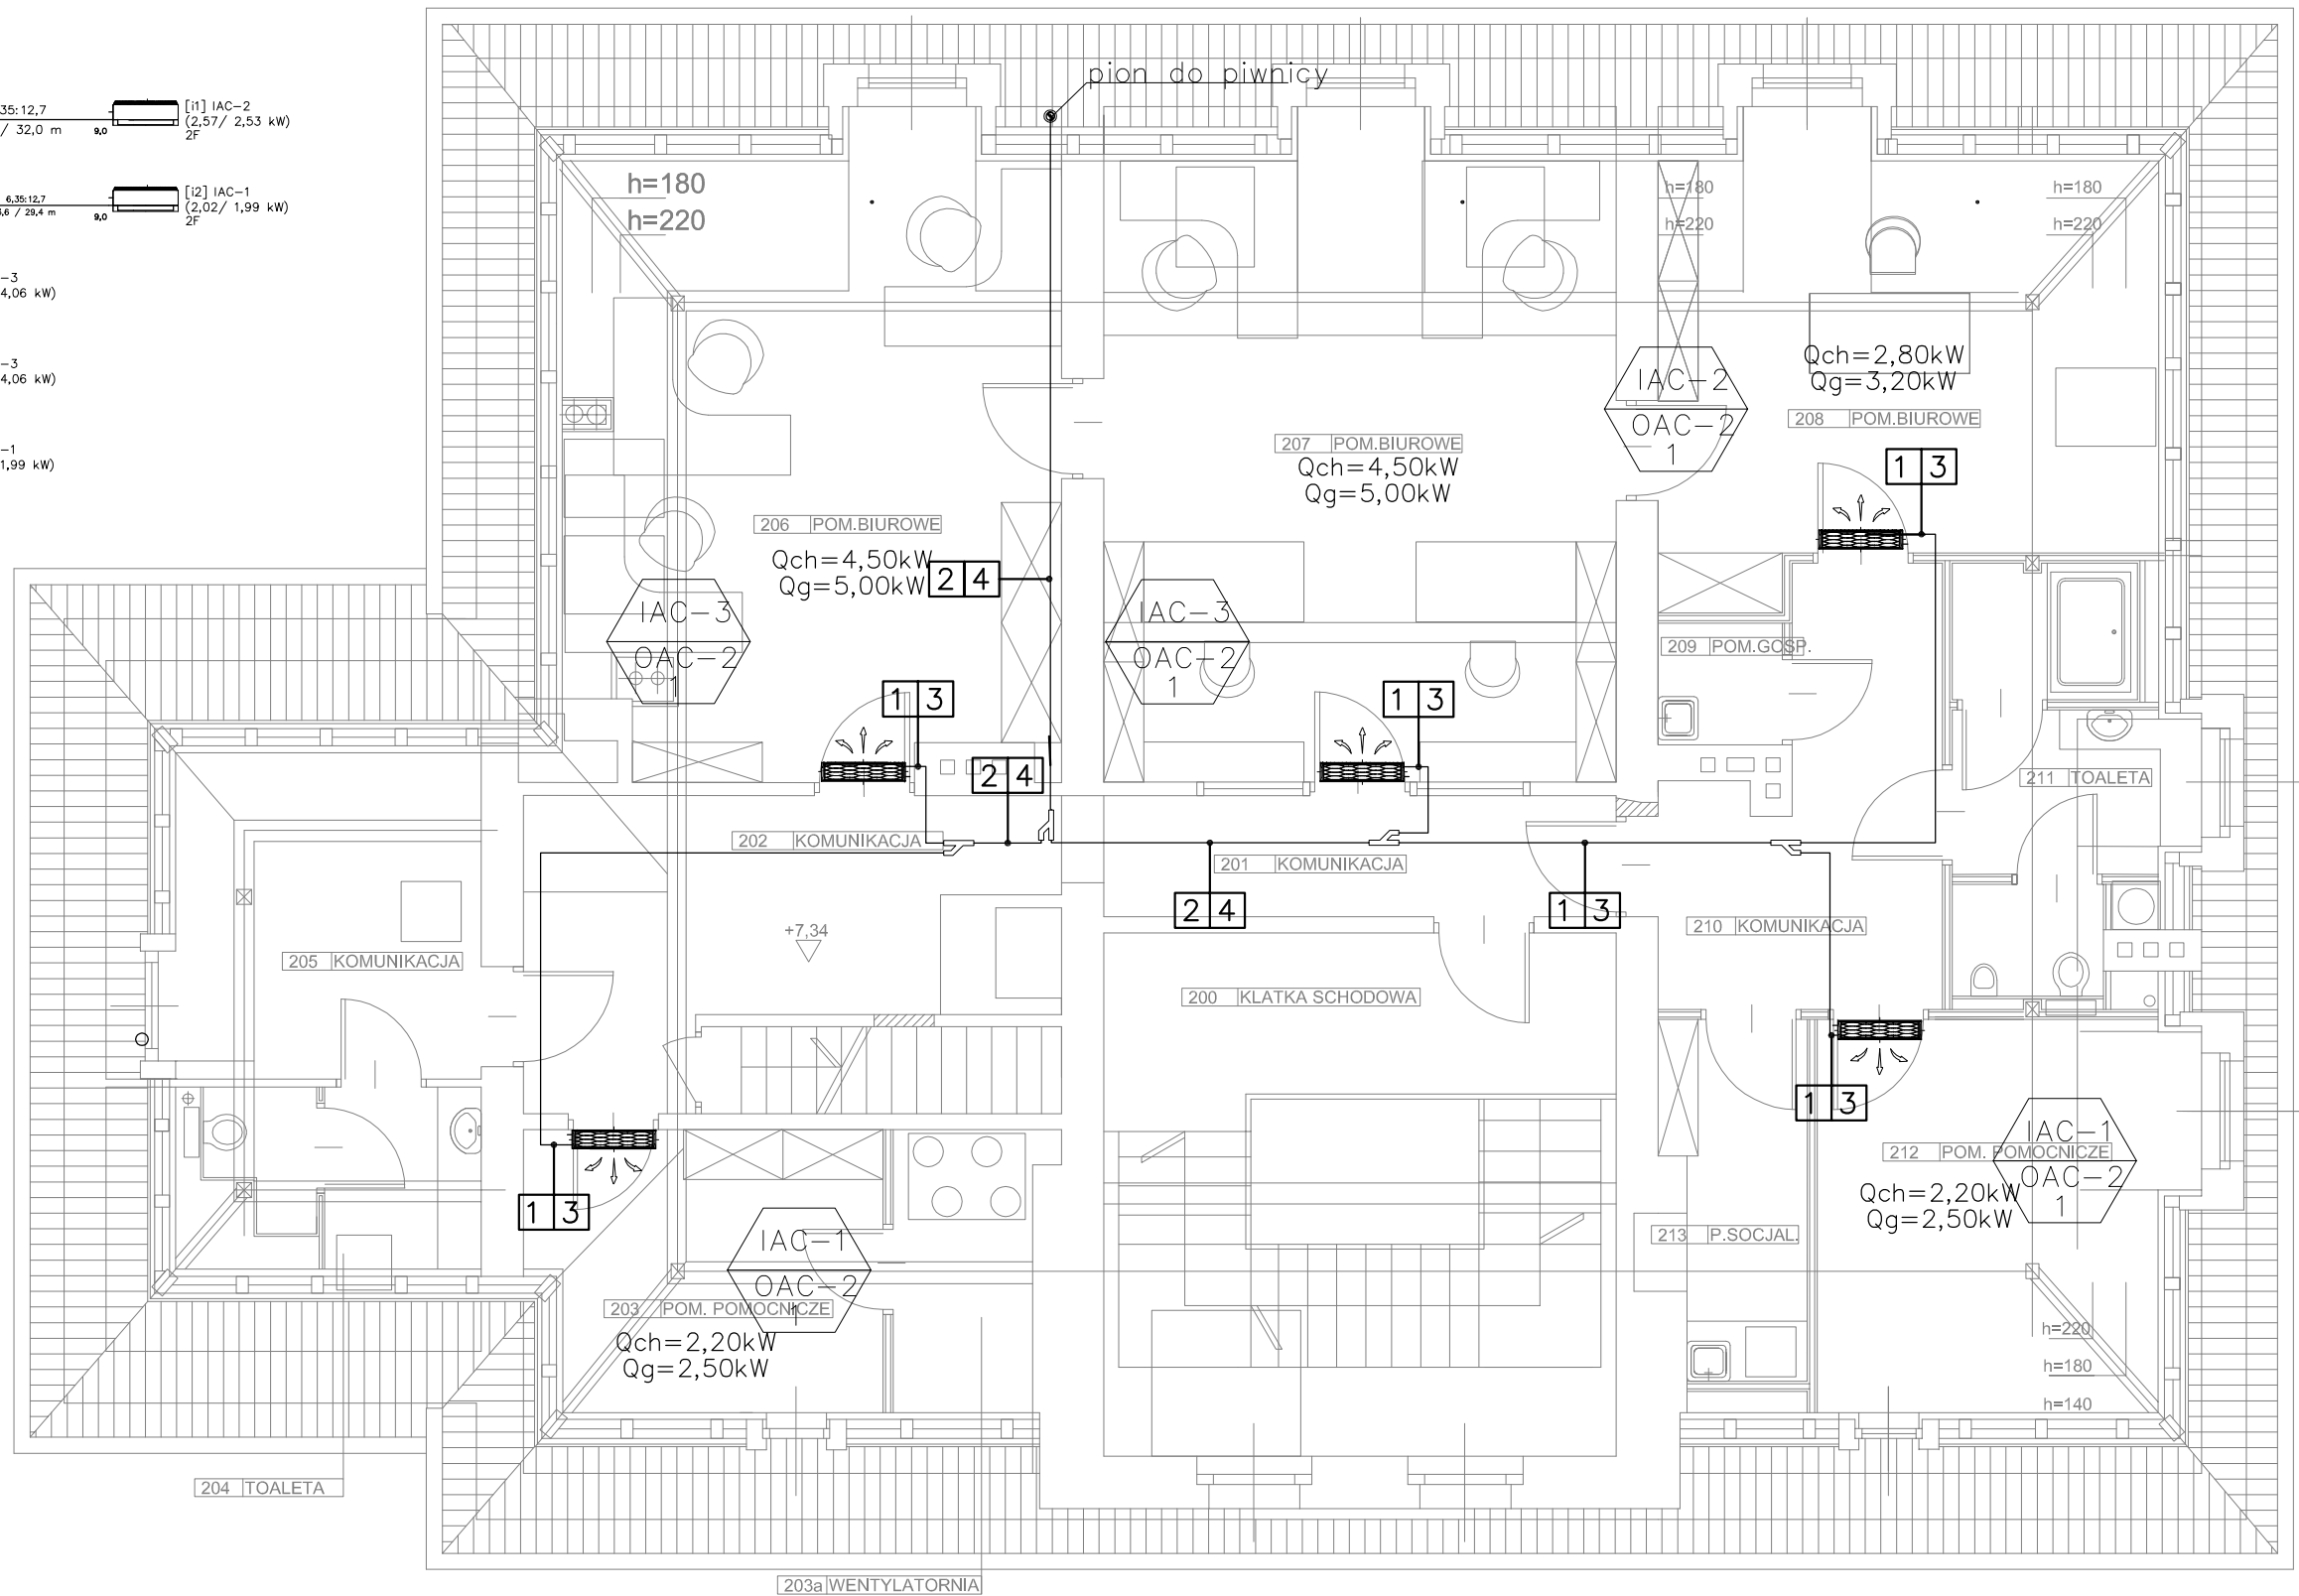 pion do piwnicy
35:12,7
/ 32,0 m
9,0
[i1] IAC-2
(2,57/ 2,53 kW)
2F
6,35:12,7
,6 / 29,4 m
9,0
[i2] IAC-1
(2,02/ 1,99 kW)
2F
-3
4,06 kW)
-3
4,06 kW)
-1
1,99 kW)
h=180
h=220
h=180
h=220
h=180
h=220
Qch=2,80kW
Qg=3,20kW
208 POM.BIUROWE
IAC-2
OAC-2
1
207 POM.BIUROWE
Qch=4,50kW
Qg=5,00kW
1 3
206 POM.BIUROWE
Qch=4,50kW
Qg=5,00kW
2 4
IAC-3
OAC-2
1
IAC-3
OAC-2
1
209 POM.GOSP.
1 3
1 3
2 4
211 TOALETA
202 KOMUNIKACJA
201 KOMUNIKACJA
2 4
1 3
210 KOMUNIKACJA
+7,34
205 KOMUNIKACJA
200 KLATKA SCHODOWA
1 3
IAC-1
OAC-2
1
212 POM. POMOCNICZE
Qch=2,20kW
Qg=2,50kW
1 3
213 P.SOCJAL.
IAC-1
OAC-2
1
203 POM. POMOCNICZE
Qch=2,20kW
Qg=2,50kW
h=220
h=180
h=140
204 TOALETA
203a WENTYLATORNIA